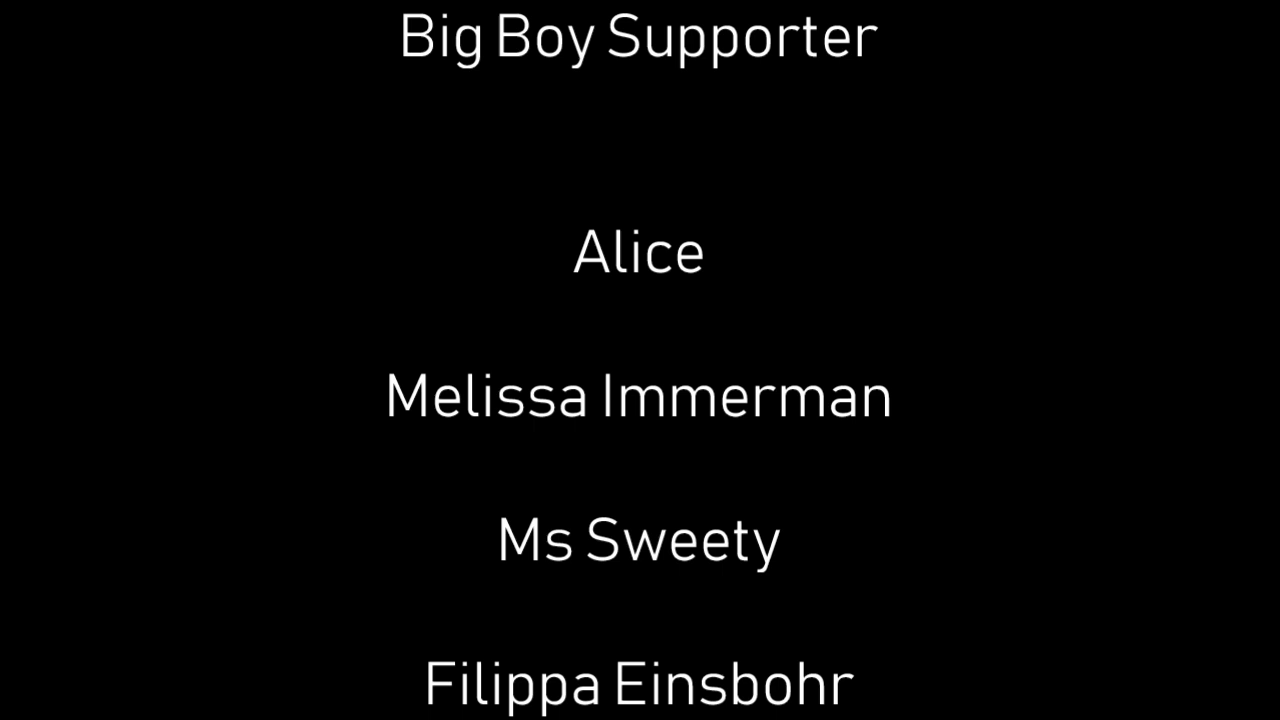 Big Boy Supporter
Alice
Melissa Immerman
Ms Sweety
Filippa Einsbohr